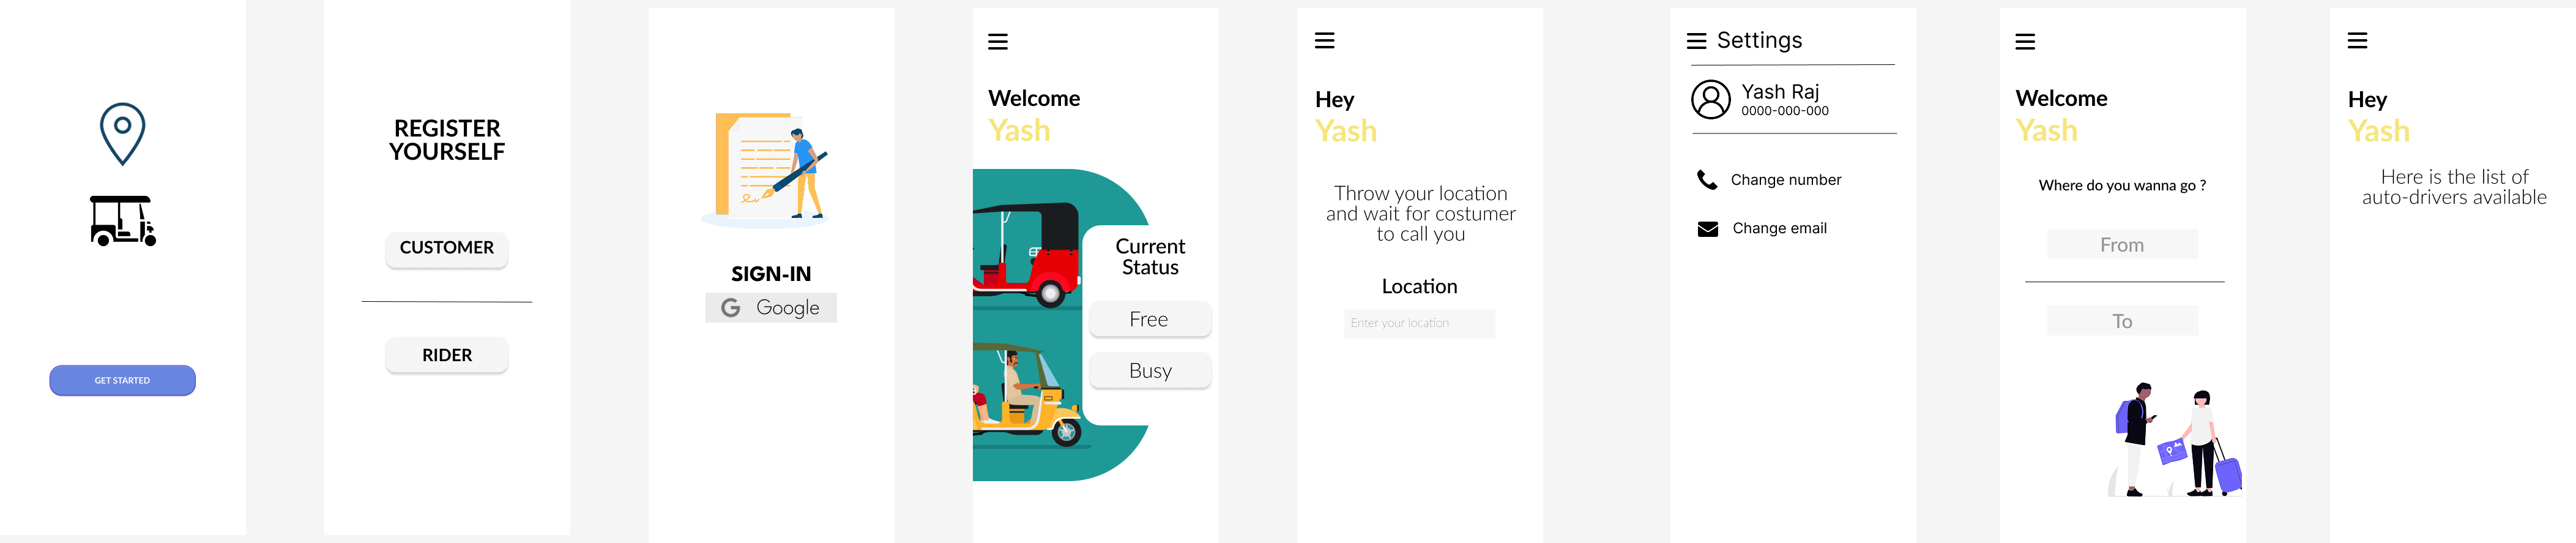 GET STARTED
REGISTER
YOURSELF
CUSTOMER
RIDER
SIGN-IN
Google
Welcome
Yash
Current
Status
Free
Busy
Hey
Yash
Throw your location
and wait for costumer
to call you
Location
Enter your location
Settings
Yash Raj
0000-000-000
Change number
Change email
Welcome
Yash
Where do you wanna go ?
From
To
Hey
Yash
Here is the list of
auto-drivers available